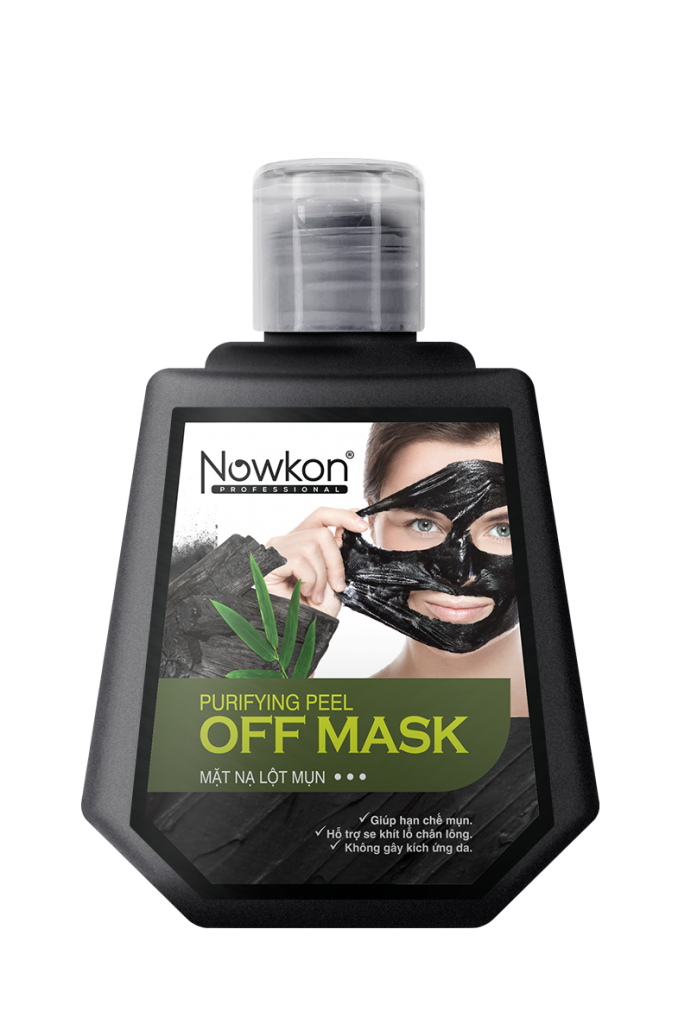 Nowkon®
PROFESSIONAL
PURIFYING PEEL
OFF MASK
MẶT NẠ LỘT MỤN •••
✓Giúp hạn chế mụn.
✓Hỗ trợ se khít lổ chân lông.
✓Không gây kích ứng da.